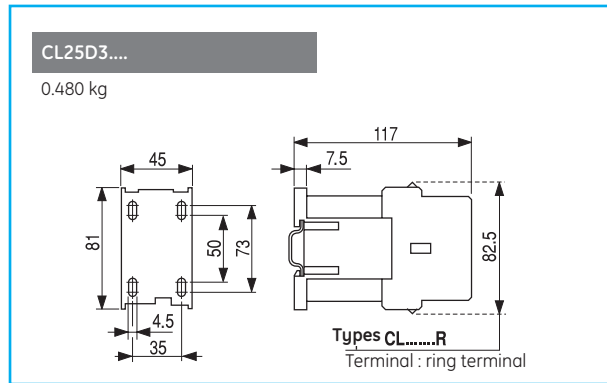 CL25D3....
0.480 kg
117
45
7.5
81
50
73
82.5
4.5
35
Types CL.......R
Terminal : ring terminal